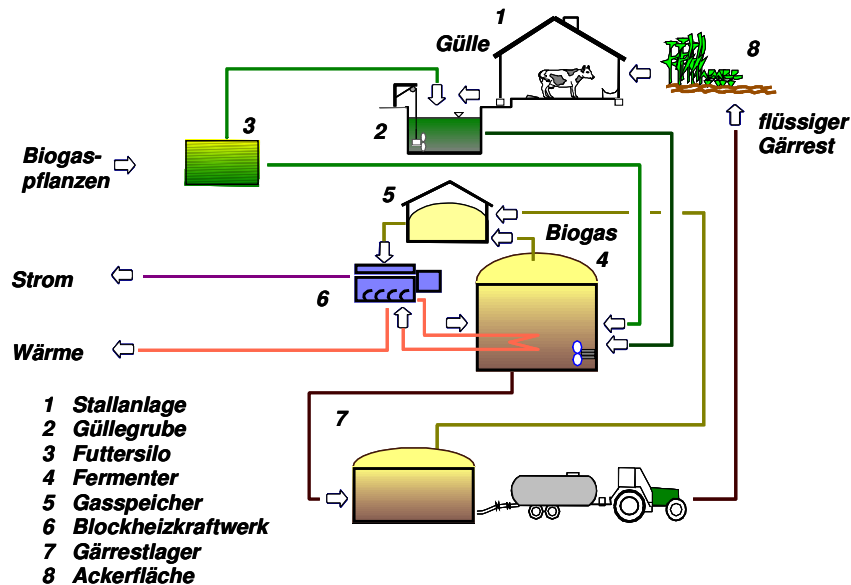 1
Gülle
8
2
3
flüssiger
Gärrest
Biogas-
pflanzen
5
Biogas
4
Strom
6
Wärme
7
1 Stallanlage
2 Güllegrube
3 Futtersilo
4 Fermenter
5 Gasspeicher
6 Blockheizkraftwerk
7 Gärrestlager
8 Ackerfläche